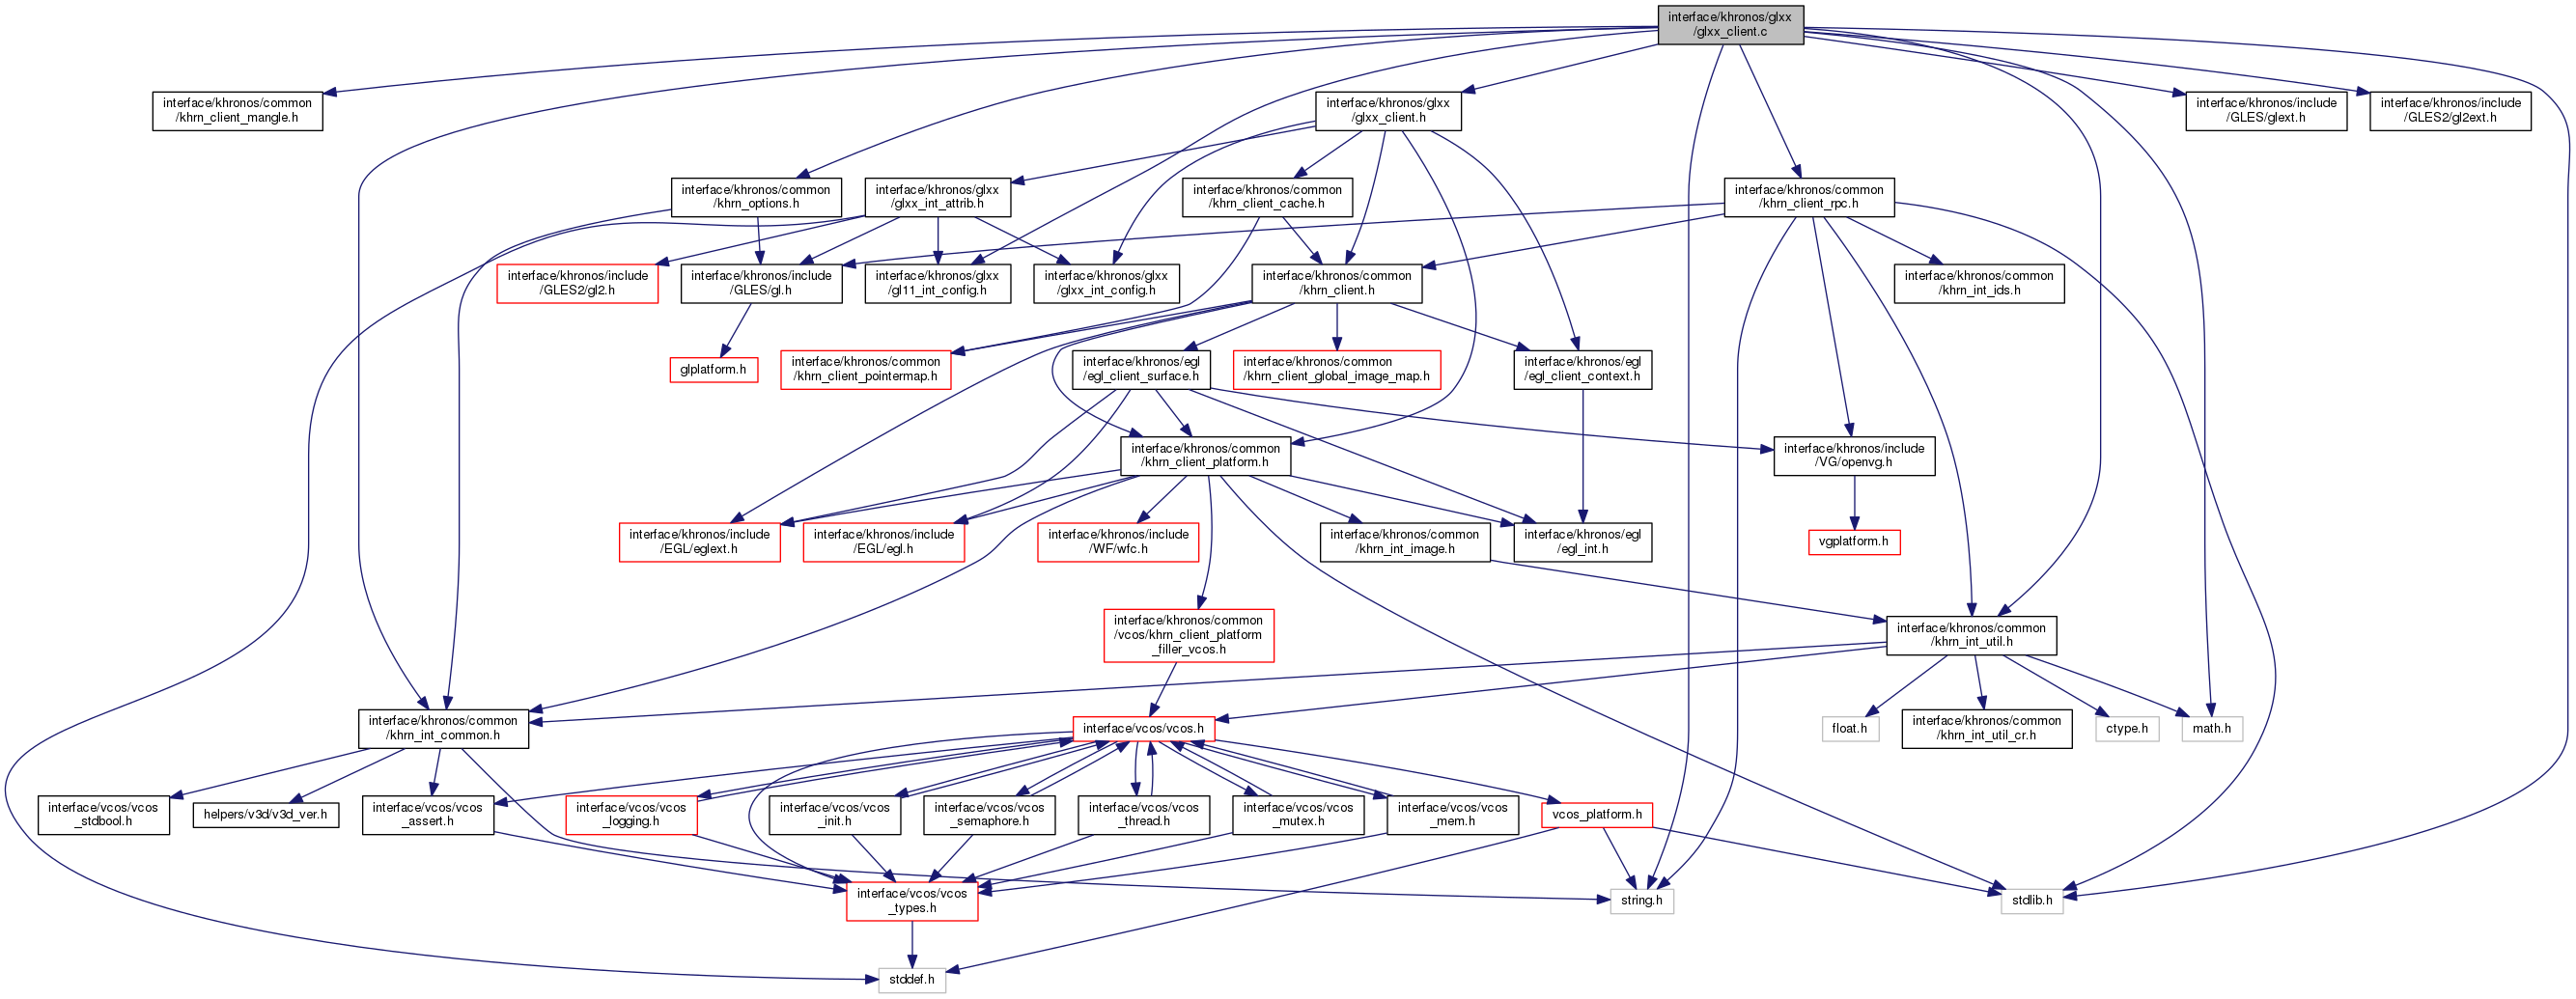 interface/khronos/glxx
/glxx_client.c
interface/khronos/common
/khrn_client_mangle.h
interface/khronos/glxx
/glxx_client.h
interface/khronos/include
/GLES/glext.h
interface/khronos/include
/GLES2/gl2ext.h
interface/khronos/common
/khrn_options.h
interface/khronos/glxx
/glxx_int_attrib.h
interface/khronos/common
/khrn_client_cache.h
interface/khronos/common
/khrn_client_rpc.h
interface/khronos/include
/GLES2/gl2.h
interface/khronos/include
/GLES/gl.h
interface/khronos/glxx
/gl11_int_config.h
interface/khronos/glxx
/glxx_int_config.h
interface/khronos/common
/khrn_client.h
interface/khronos/common
/khrn_int_ids.h
glplatform.h
interface/khronos/common
/khrn_client_pointermap.h
interface/khronos/egl
/egl_client_surface.h
interface/khronos/common
/khrn_client_global_image_map.h
interface/khronos/egl
/egl_client_context.h
interface/khronos/common
/khrn_client_platform.h
interface/khronos/include
/VG/openvg.h
interface/khronos/include
/EGL/eglext.h
interface/khronos/include
/EGL/egl.h
interface/khronos/include
/WF/wfc.h
interface/khronos/common
/khrn_int_image.h
interface/khronos/egl
/egl_int.h
vgplatform.h
interface/khronos/common
/vcos/khrn_client_platform
_filler_vcos.h
interface/khronos/common
/khrn_int_util.h
interface/khronos/common
/khrn_int_common.h
interface/vcos/vcos.h
float.h
interface/khronos/common
/khrn_int_util_cr.h
ctype.h
math.h
interface/vcos/vcos
_stdbool.h
helpers/v3d/v3d_ver.h
interface/vcos/vcos
_assert.h
interface/vcos/vcos
_logging.h
interface/vcos/vcos
_init.h
interface/vcos/vcos
_semaphore.h
interface/vcos/vcos
_thread.h
interface/vcos/vcos
_mutex.h
interface/vcos/vcos
_mem.h
vcos_platform.h
interface/vcos/vcos
_types.h
string.h
stdlib.h
stddef.h